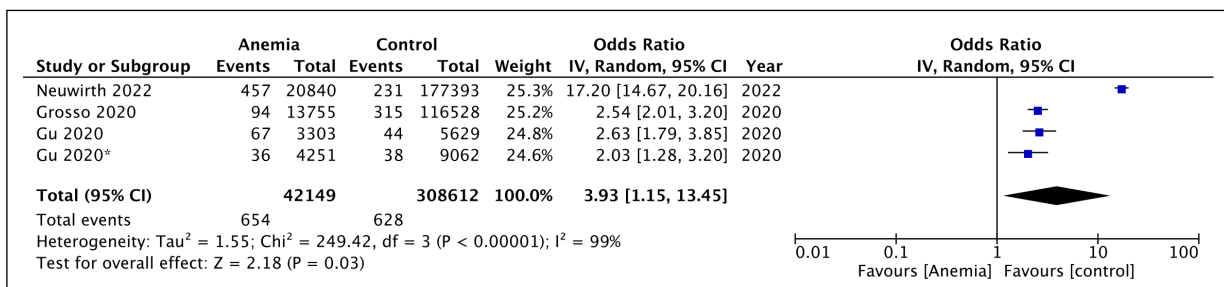 Anemia Control Odds Ratio Odds Ratio
Study or Subgroup Events Total Events Total Weight IV, Random, 95% CI Year IV, Random, 95% CI
Neuwirth 2022 457 20840 231 177393 25.3% 17.20 [14.67, 20.16] 2022
Grosso 2020 94 13755 315 116528 25.2% 2.54 [2.01, 3.20] 2020
Gu 2020 67 3303 44 5629 24.8% 2.63 [1.79, 3.85] 2020
Gu 2020* 36 4251 38 9062 24.6% 2.03 [1.28, 3.20] 2020
Total (95% CI) 42149 308612 100.0% 3.93 [1.15, 13.45]
Total events 654 628
Heterogeneity: Tau² = 1.55; Chi² = 249.42, df = 3 (P < 0.00001); I² = 99%
Test for overall effect: Z = 2.18 (P = 0.03)
0.01 0.1 1 10 100
Favours [Anemia] Favours [control]